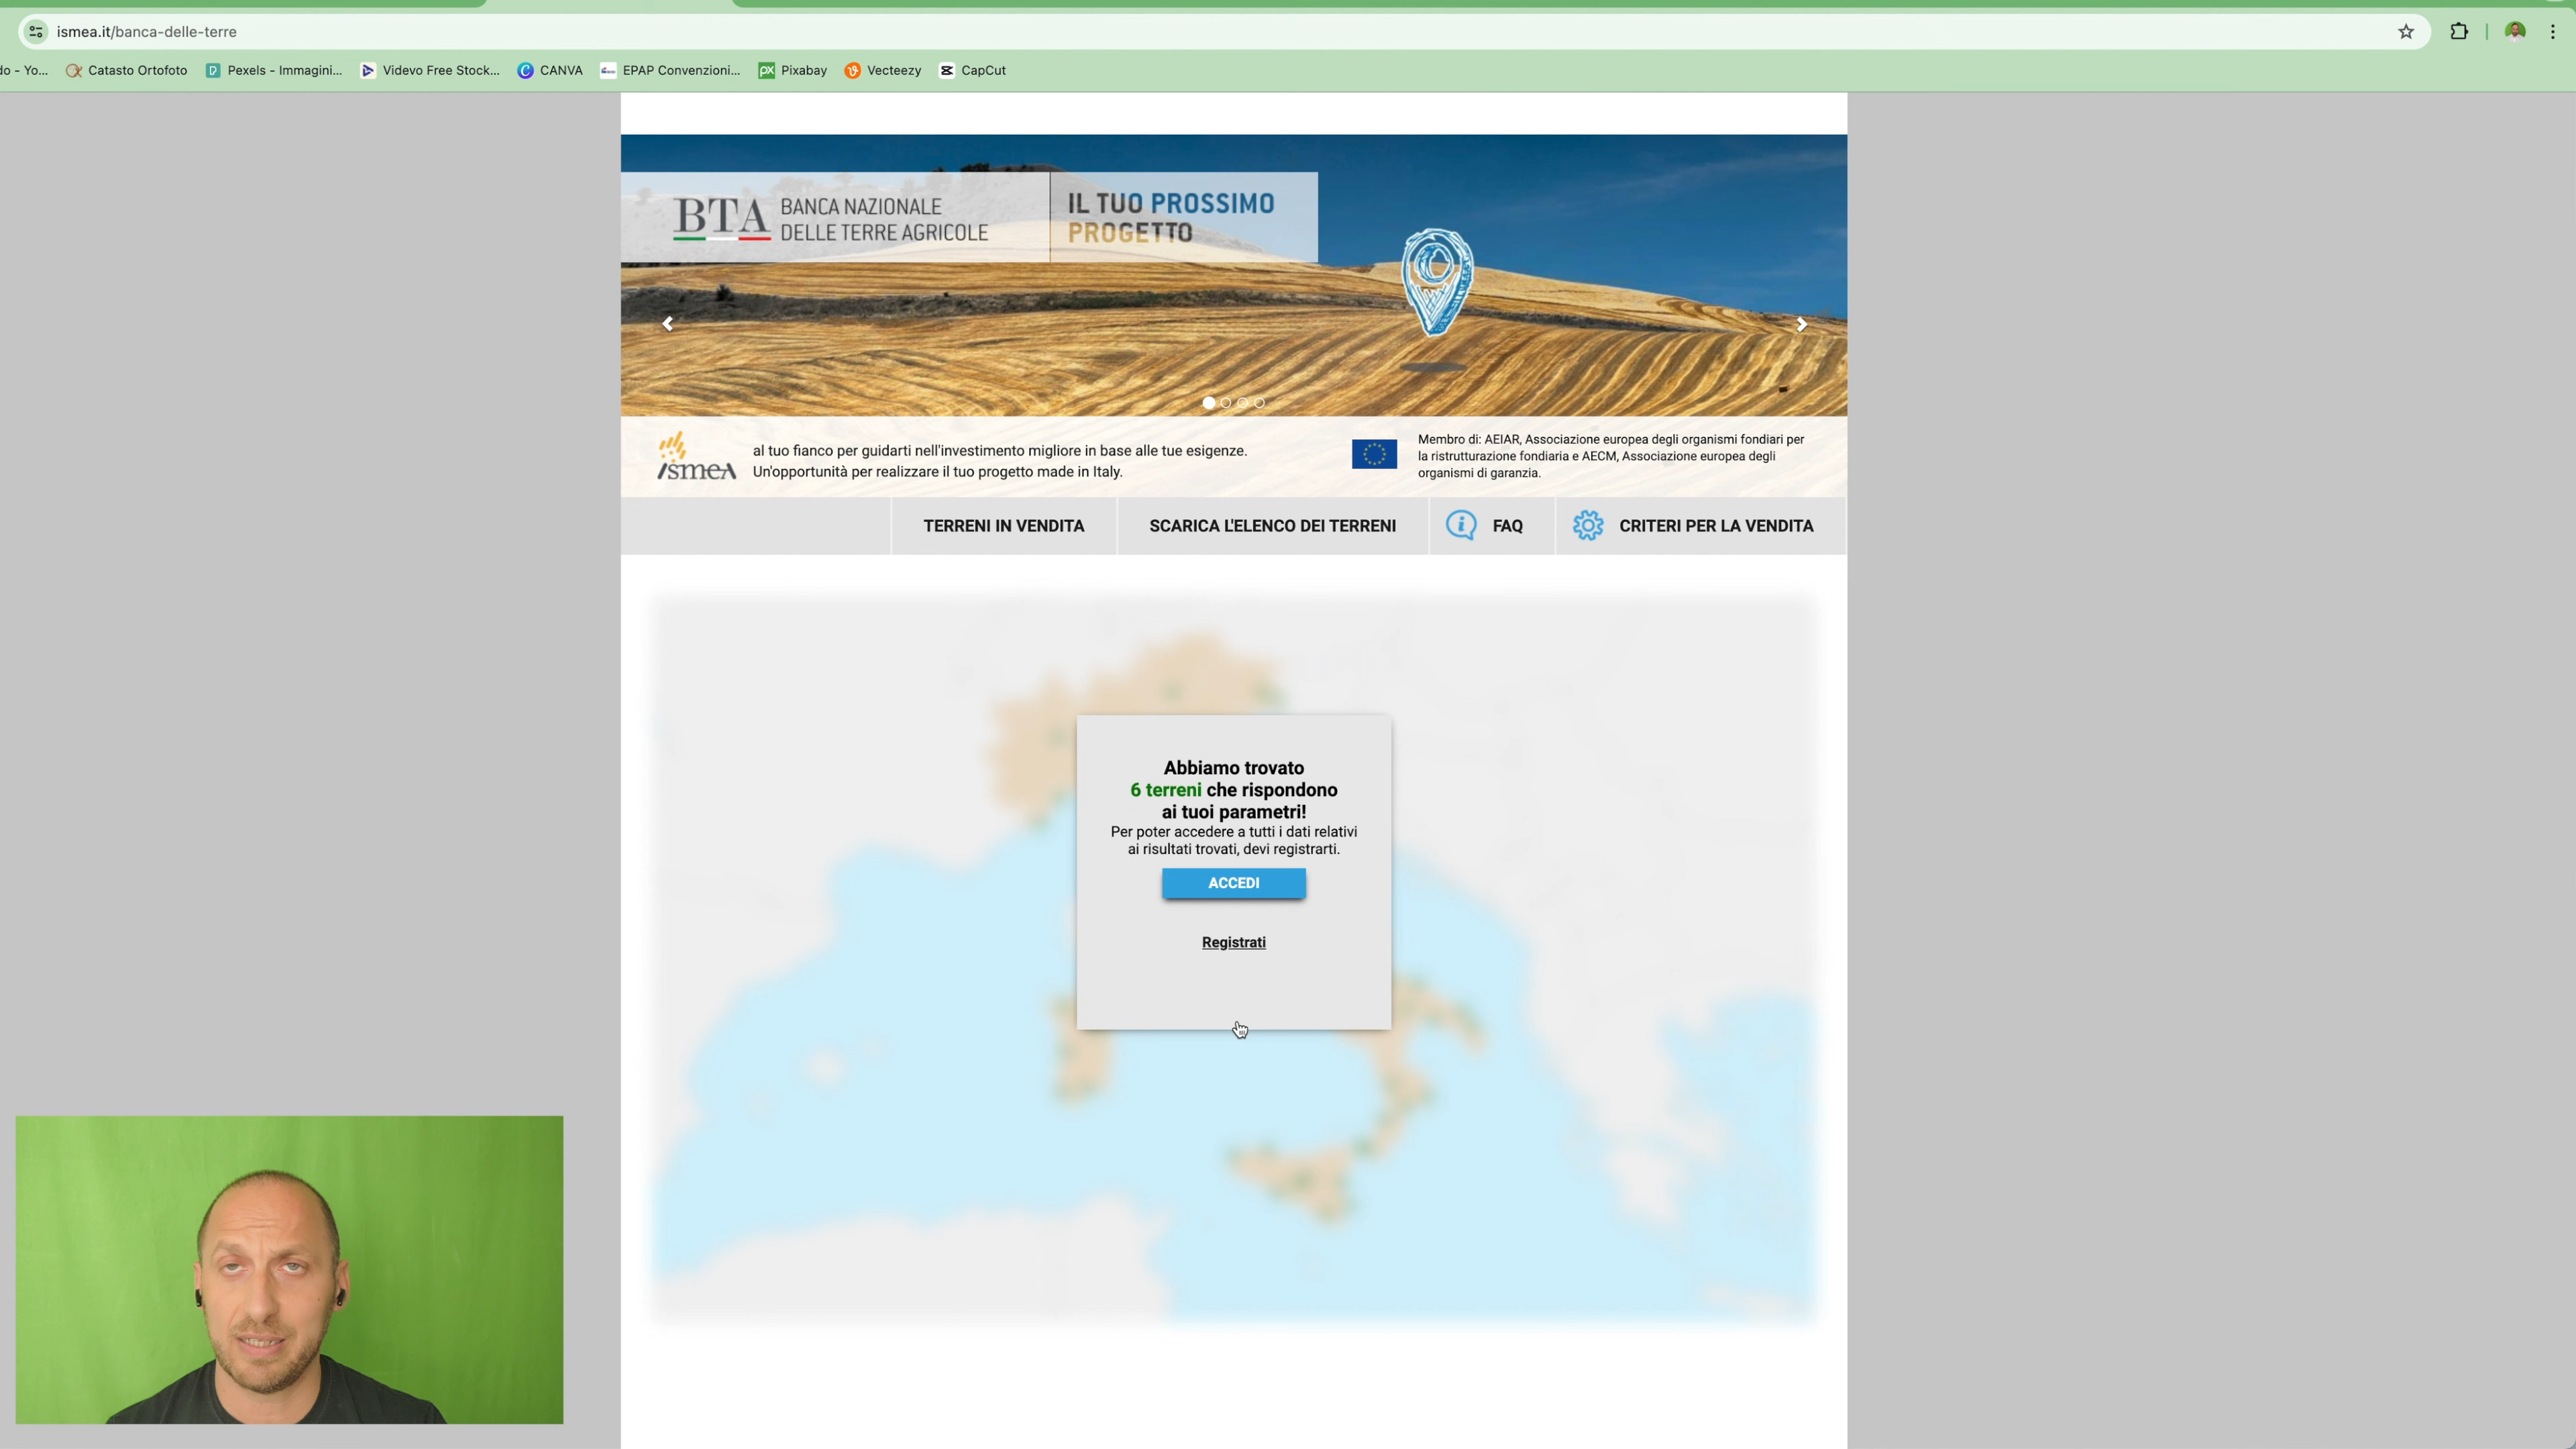 ismea.it/banca-delle-terre
do - Yo...
Catasto Ortofoto
Pexels - Immagini...
Videvo Free Stock...
CANVA
EPAP Convenzioni...
Pixabay
Vecteezy
CapCut
BTA BANCA NAZIONALE
DELLE TERRE AGRICOLE
IL TUO PROSSIMO
PROGETTO
ismeA
al tuo fianco per guidarti nell'investimento migliore in base alle tue esigenze.
Un'opportunità per realizzare il tuo progetto made in Italy.
Membro di: AEIAR, Associazione europea degli organismi fondiari per
la ristrutturazione fondiaria e AECM, Associazione europea degli
organismi di garanzia.
TERRENI IN VENDITA
SCARICA L'ELENCO DEI TERRENI
FAQ
CRITERI PER LA VENDITA
Abbiamo trovato
6 terreni che rispondono
ai tuoi parametri!
Per poter accedere a tutti i dati relativi
ai risultati trovati, devi registrarti.
ACCEDI
Registrati